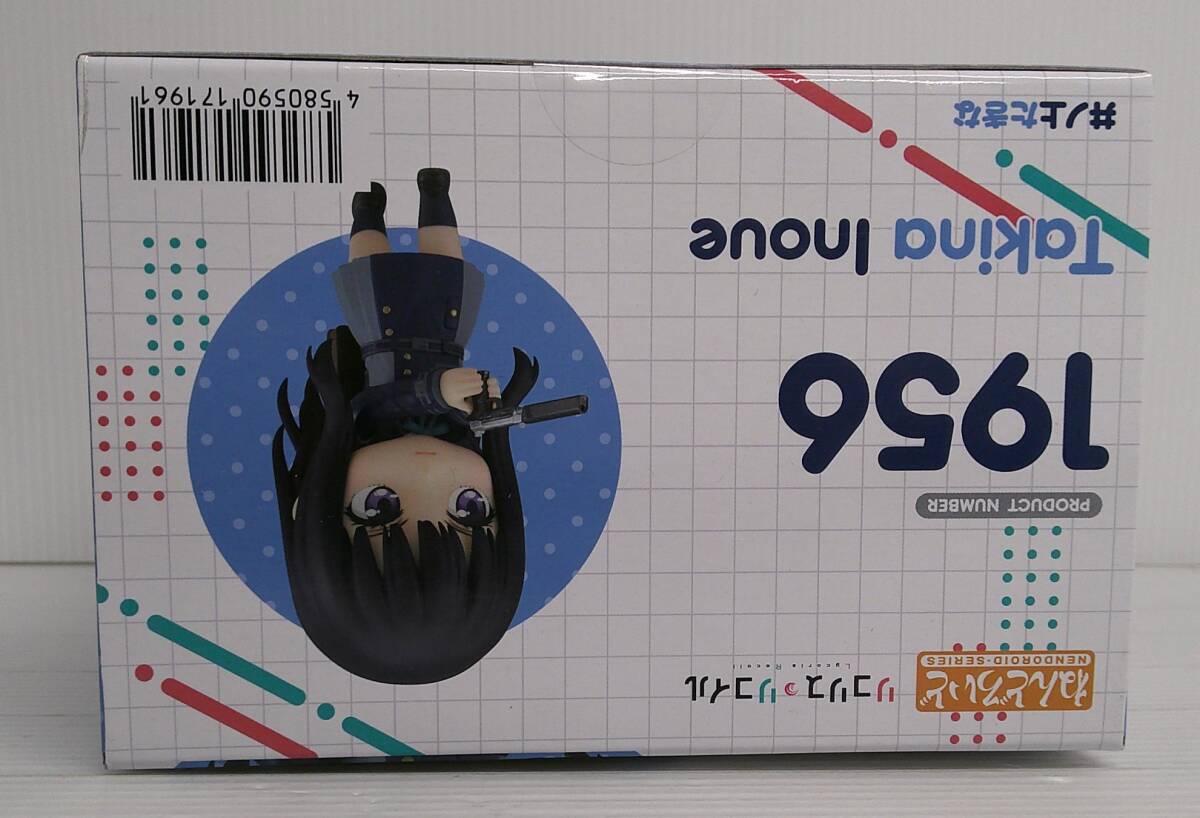 ねんどろいど
NENDOROID-SERIES
リコリス・リコイル
Lycoris Recoil
PRODUCT NUMBER
1956
Takina Inoue
井ノ上たきな
4 580590 171961